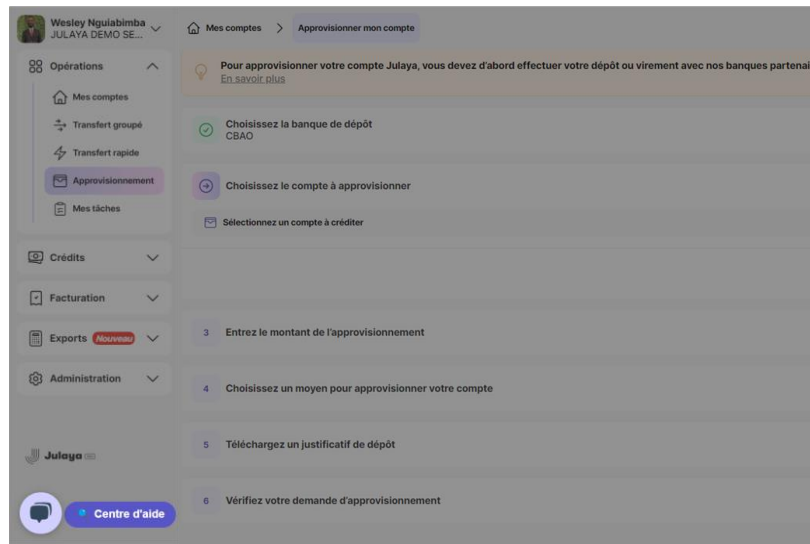 Wesley Nguiabimba
JULAYA DEMO SE...
Mes comptes
Approvisionner mon compte
Opérations
Mes comptes
Transfert groupé
Transfert rapide
Approvisionnement
Mes tâches
Crédits
Facturation
Exports Nouveau
Administration
Julaya
Centre d'aide
Pour approvisionner votre compte Julaya, vous devez d'abord effectuer votre dépôt ou virement avec nos banques partenai
En savoir plus
Choisissez la banque de dépôt
CBAO
Choisissez le compte à approvisionner
Sélectionnez un compte à créditer
3 Entrez le montant de l'approvisionnement
4 Choisissez un moyen pour approvisionner votre compte
5 Téléchargez un justificatif de dépôt
6 Vérifiez votre demande d'approvisionnement